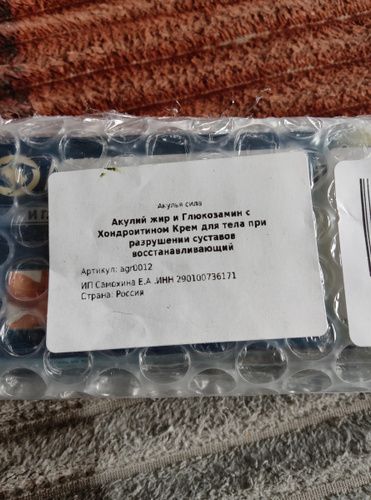 Акулья сила
Акулий жир и Глюкозамин с
Хондроитином Крем для тела при
разрушении суставов
восстанавливающий
Артикул: agr0012
ИП Самохина Е.А .ИНН 290100736171
Страна: Россия